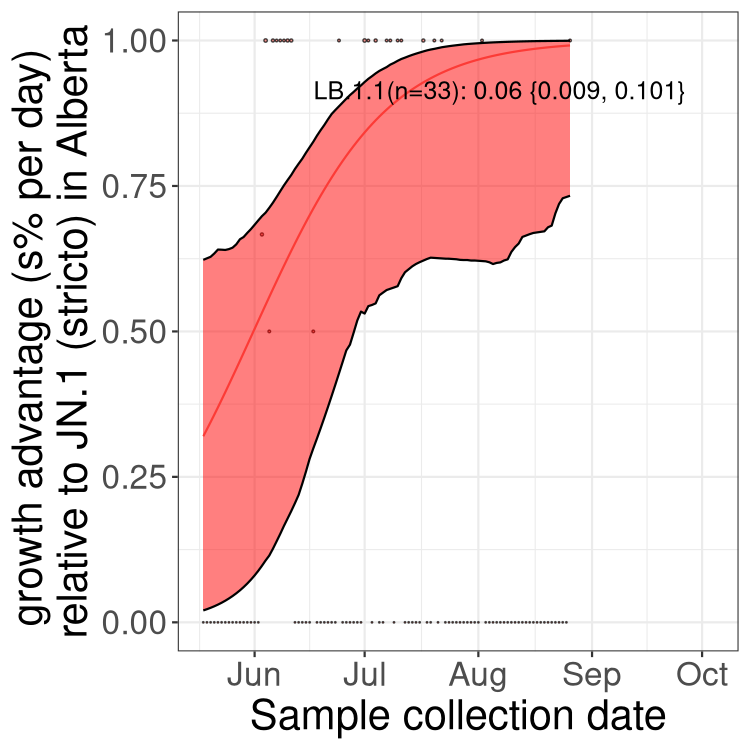 growth advantage (s% per day)
relative to JN.1 (stricto) in Alberta
1.00
0.75
0.50
0.25
0.00
LB.1.1(n=33): 0.06 {0.009, 0.101}
Jun Jul Aug Sep Oct
Sample collection date